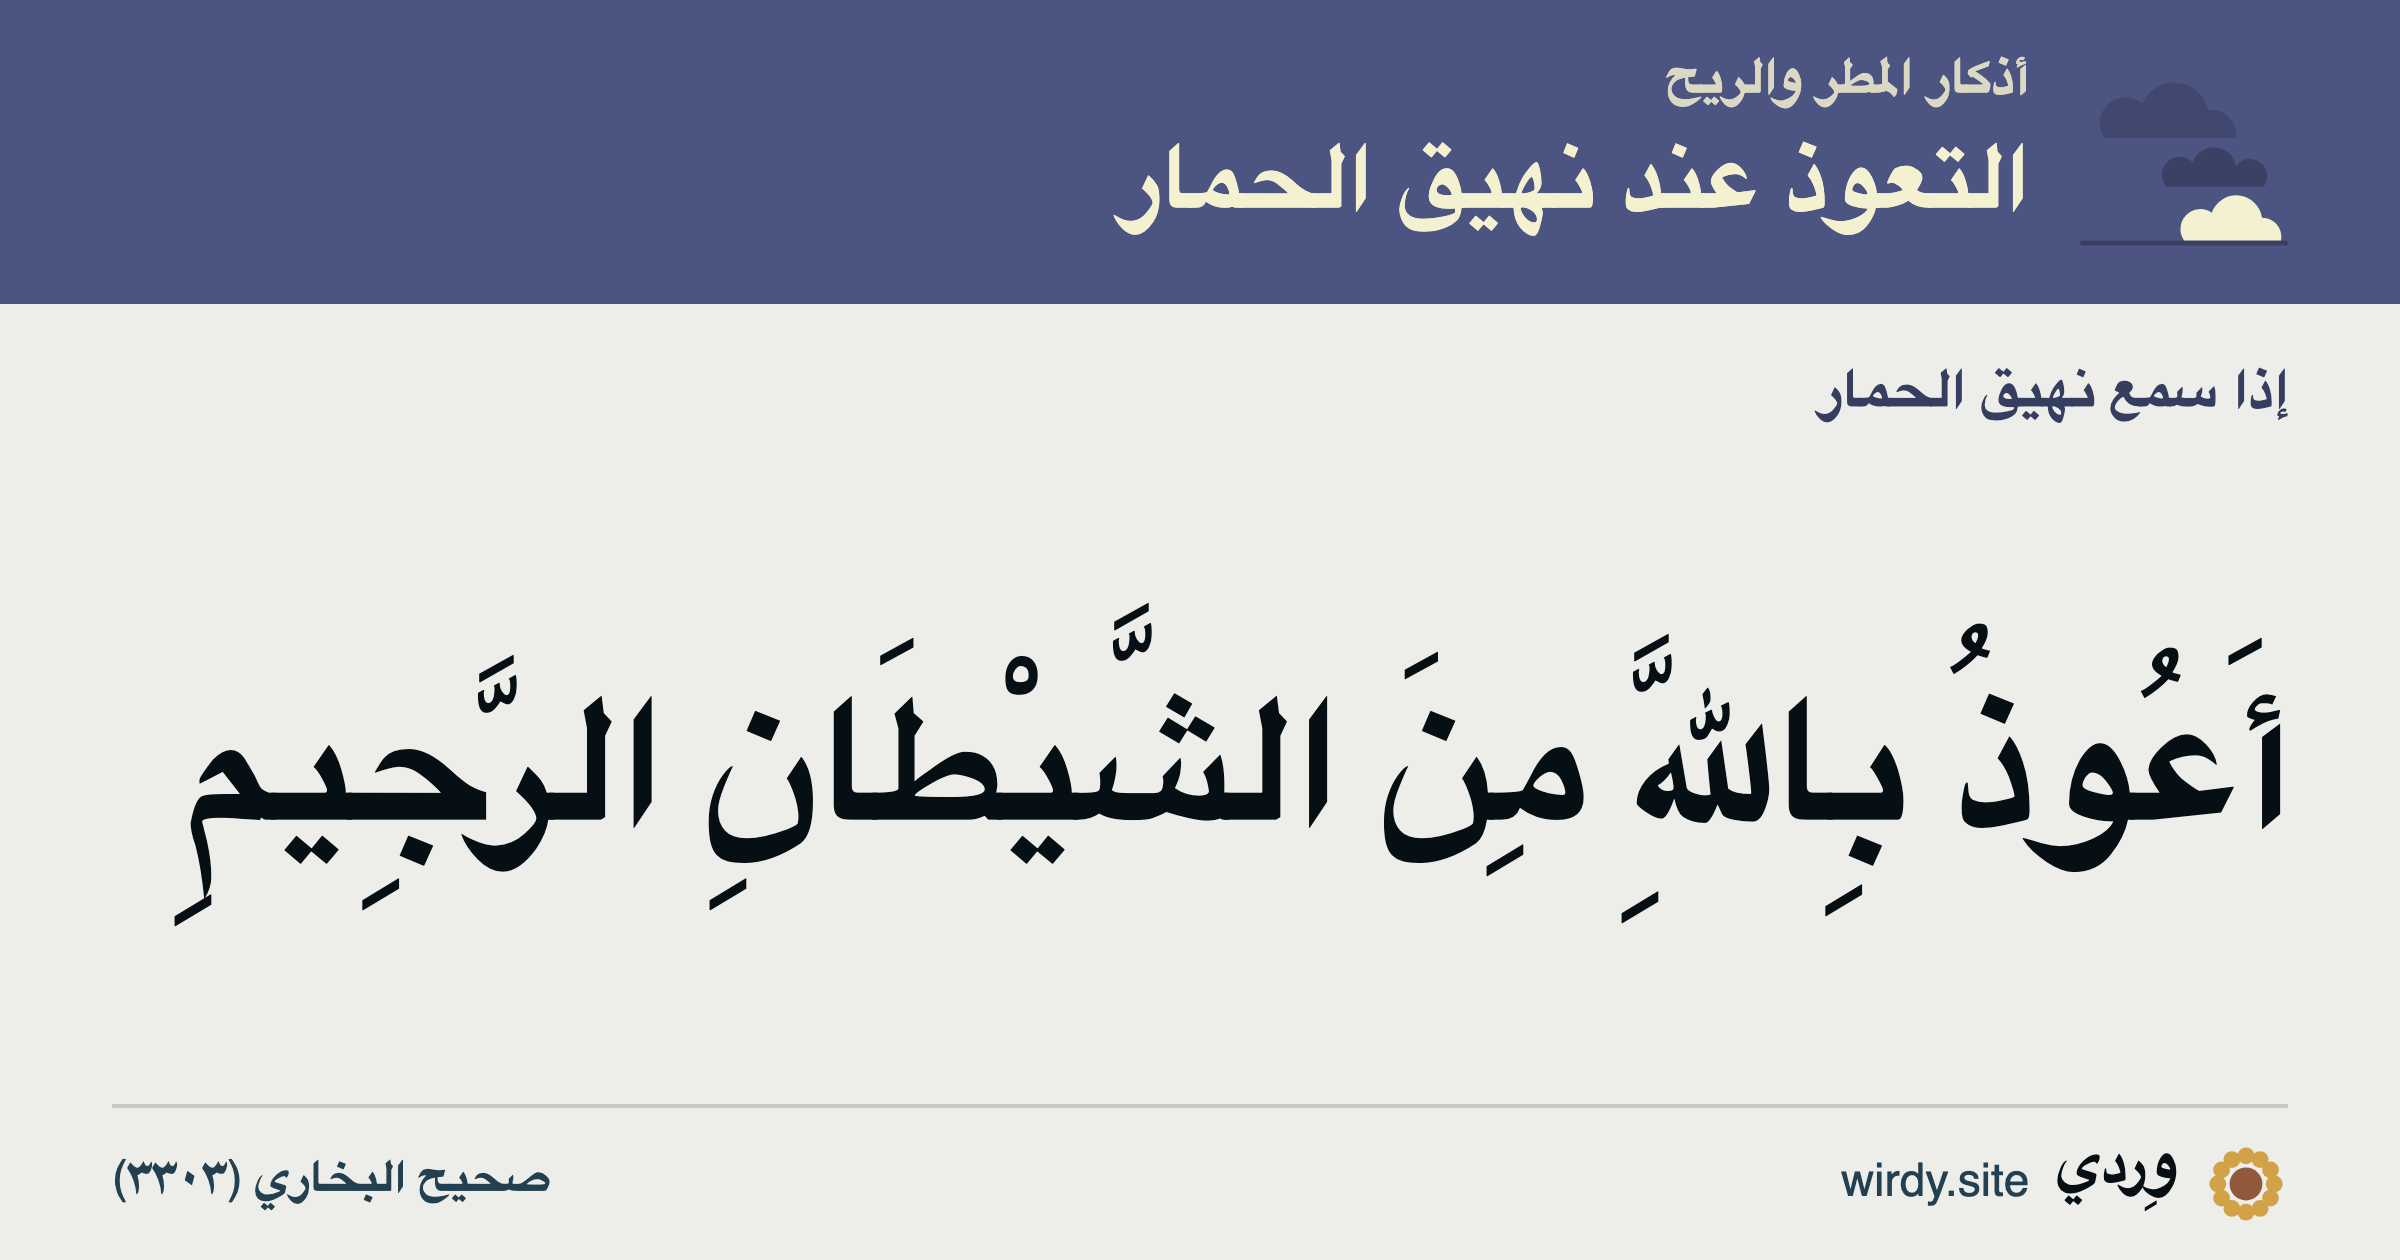 أذكار المطر والريح
التعوذ عند نهيق الحمار
إذا سمع نهيق الحمار
أَعُوذُ بِاللَّهِ مِنَ الشَّيْطَانِ الرَّجِيمِ
وِردي wirdy.site
صحيح البخاري (٣٣٠٣)